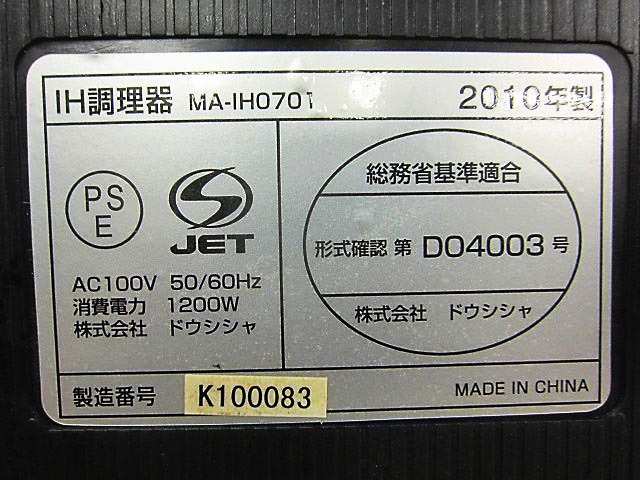 IH調理器 MA-IH0701 2010年製
PS
E
JET
AC100V 50/60Hz
消費電力 1200W
株式会社 ドウシシャ
総務省基準適合
形式確認 第 D04003 号
株式会社 ドウシシャ
製造番号 K100083
MADE IN CHINA